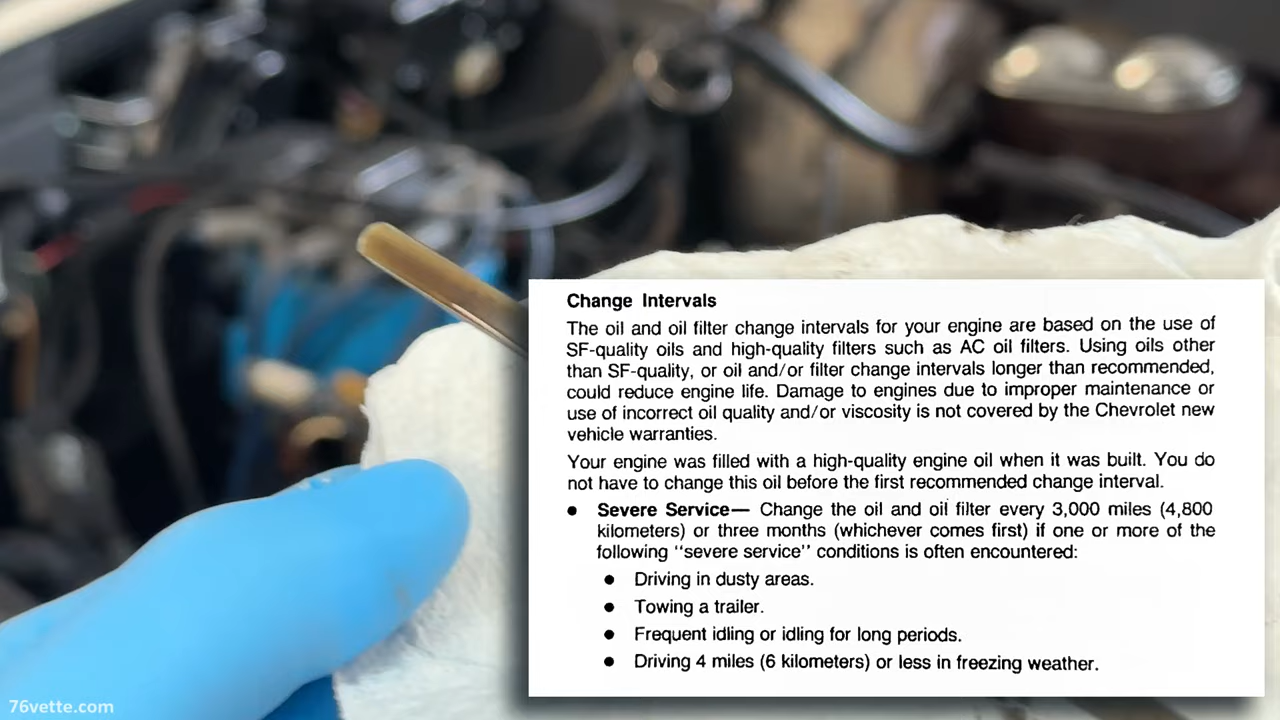 Change Intervals
The oil and oil filter change intervals for your engine are based on the use of
SF-quality oils and high-quality filters such as AC oil filters. Using oils other
than SF-quality, or oil and/or filter change intervals longer than recommended,
could reduce engine life. Damage to engines due to improper maintenance or
use of incorrect oil quality and/or viscosity is not covered by the Chevrolet new
vehicle warranties.
Your engine was filled with a high-quality engine oil when it was built. You do
not have to change this oil before the first recommended change interval.
● Severe Service— Change the oil and oil filter every 3,000 miles (4,800
kilometers) or three months (whichever comes first) if one or more of the
following "severe service" conditions is often encountered:
● Driving in dusty areas.
● Towing a trailer.
● Frequent idling or idling for long periods.
● Driving 4 miles (6 kilometers) or less in freezing weather.
76vette.com